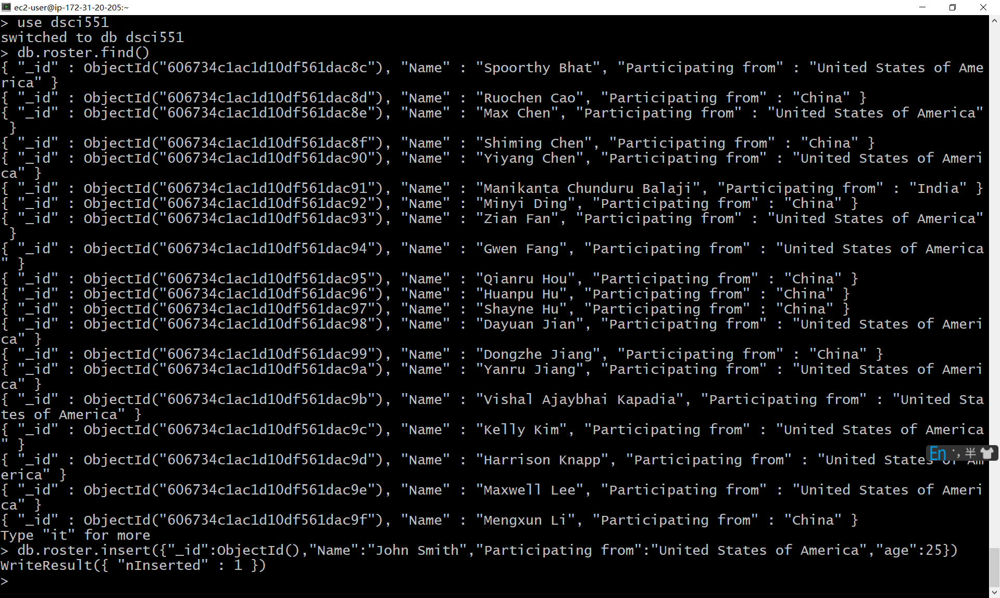 ec2-user@ip-172-31-20-205:~
> use dsci551
switched to db dsci551
> db.roster.find()
{ "_id" : ObjectId("606734c1ac1d10df561dac8c"), "Name" : "Spoorthy Bhat", "Participating from" : "United States of Ame
rica" }
{ "_id" : ObjectId("606734c1ac1d10df561dac8d"), "Name" : "Ruochen Cao", "Participating from" : "China" }
{ "_id" : ObjectId("606734c1ac1d10df561dac8e"), "Name" : "Max Chen", "Participating from" : "United States of America"
 }
{ "_id" : ObjectId("606734c1ac1d10df561dac8f"), "Name" : "Shiming Chen", "Participating from" : "China" }
{ "_id" : ObjectId("606734c1ac1d10df561dac90"), "Name" : "Yiyang Chen", "Participating from" : "United States of Ameri
ca" }
{ "_id" : ObjectId("606734c1ac1d10df561dac91"), "Name" : "Manikanta Chunduru Balaji", "Participating from" : "India" }
{ "_id" : ObjectId("606734c1ac1d10df561dac92"), "Name" : "Minyi Ding", "Participating from" : "China" }
{ "_id" : ObjectId("606734c1ac1d10df561dac93"), "Name" : "Zian Fan", "Participating from" : "United States of America"
 }
{ "_id" : ObjectId("606734c1ac1d10df561dac94"), "Name" : "Gwen Fang", "Participating from" : "United States of America
" }
{ "_id" : ObjectId("606734c1ac1d10df561dac95"), "Name" : "Qianru Hou", "Participating from" : "China" }
{ "_id" : ObjectId("606734c1ac1d10df561dac96"), "Name" : "Huanpu Hu", "Participating from" : "China" }
{ "_id" : ObjectId("606734c1ac1d10df561dac97"), "Name" : "Shayne Hu", "Participating from" : "China" }
{ "_id" : ObjectId("606734c1ac1d10df561dac98"), "Name" : "Dayuan Jian", "Participating from" : "United States of Ameri
ca" }
{ "_id" : ObjectId("606734c1ac1d10df561dac99"), "Name" : "Dongzhe Jiang", "Participating from" : "China" }
{ "_id" : ObjectId("606734c1ac1d10df561dac9a"), "Name" : "Yanru Jiang", "Participating from" : "United States of Ameri
ca" }
{ "_id" : ObjectId("606734c1ac1d10df561dac9b"), "Name" : "Vishal Ajaybhai Kapadia", "Participating from" : "United Sta
tes of America" }
{ "_id" : ObjectId("606734c1ac1d10df561dac9c"), "Name" : "Kelly Kim", "Participating from" : "United States of America
" }
En ·, 半
{ "_id" : ObjectId("606734c1ac1d10df561dac9d"), "Name" : "Harrison Knapp", "Participating from" : "United States of Am
erica" }
{ "_id" : ObjectId("606734c1ac1d10df561dac9e"), "Name" : "Maxwell Lee", "Participating from" : "United States of Ameri
ca" }
{ "_id" : ObjectId("606734c1ac1d10df561dac9f"), "Name" : "Mengxun Li", "Participating from" : "China" }
Type "it" for more
> db.roster.insert({"_id":ObjectId(),"Name":"John Smith","Participating from":"United States of America","age":25})
WriteResult({ "nInserted" : 1 })
>